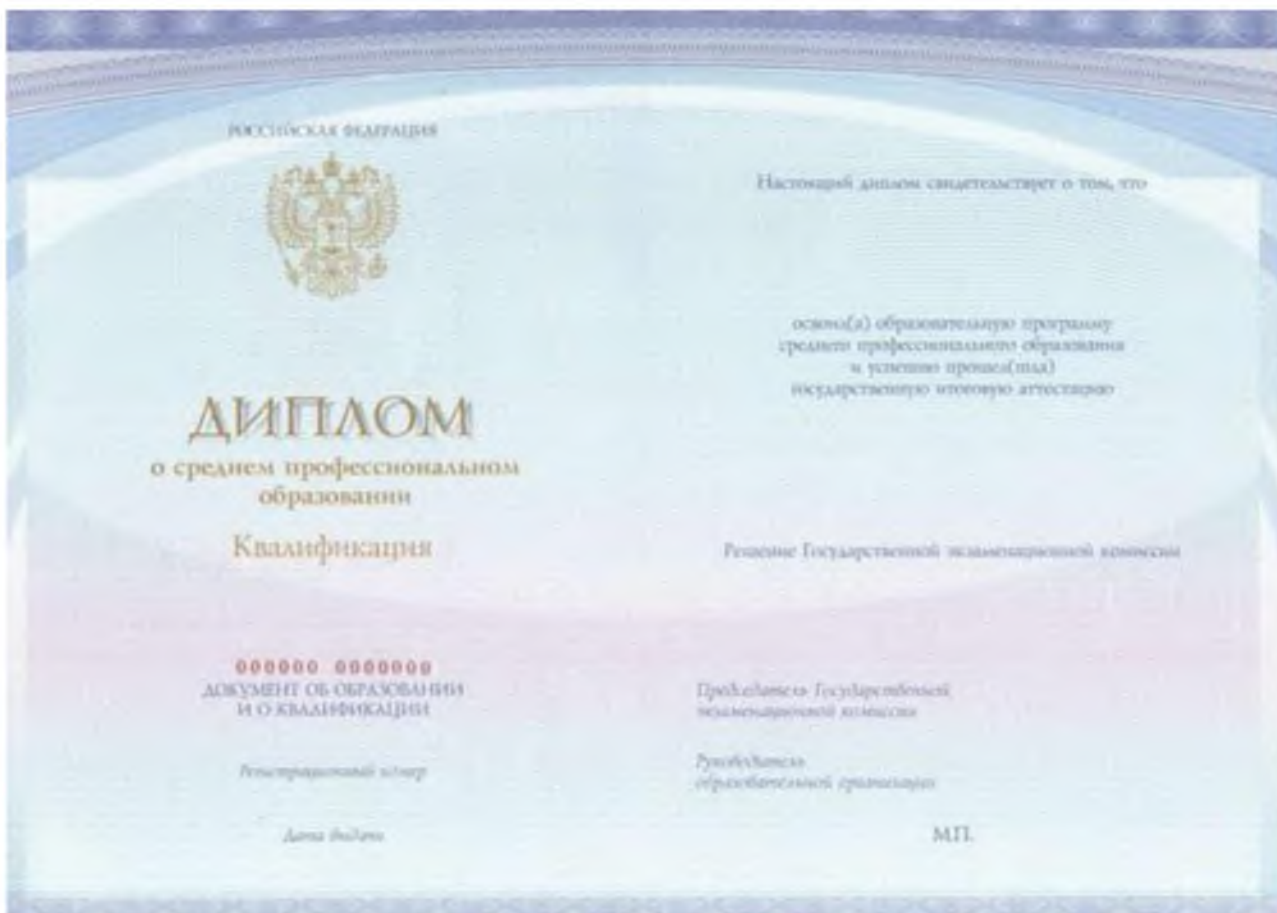 РОССИЙСКАЯ ФЕДЕРАЦИЯ
ДИПЛОМ
о среднем профессиональном
образовании
Квалификация
000000 0000000
ДОКУМЕНТ ОБ ОБРАЗОВАНИИ
И О КВАЛИФИКАЦИИ
Регистрационный номер
Дата выдачи
Настоящий диплом свидетельствует о том, что
освоил(а) образовательную программу
среднего профессионального образования
и успешно прошел(шла)
государственную итоговую аттестацию
Решение Государственной экзаменационной комиссии
Председатель Государственной
экзаменационной комиссии
Руководитель
образовательной организации
М.П.